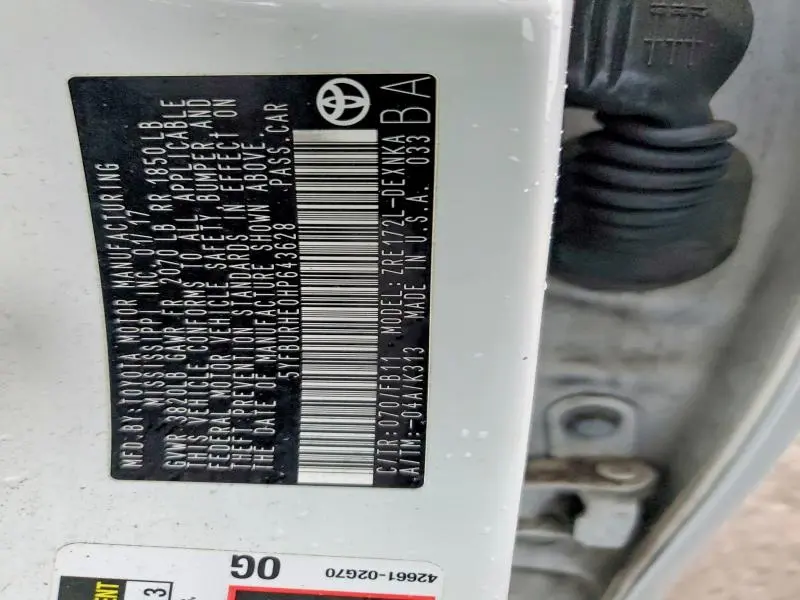 MFD.BY:TOYOTA MOTOR MANUFACTURING
MISSISSIPPI INC. 01/17
GVWR 3820LB GAWR FR 2070 LB RR 1850LB
THIS VEHICLE CONFORMS TO ALL APPLICABLE
FEDERAL MOTOR VEHICLE SAFETY, BUMPER AND
THEFT PREVENTION STANDARDS IN EFFECT ON
THE DATE OF MANUFACTURE SHOWN ABOVE.
5YFBURHE0HP643628 PASS.CAR
C/TR:070/FB11 MODEL:ZRE172L-DEXNKA
A/TM:-04A/K313 MADE IN U.S.A. 033
BA
42661-02G70
0G
3